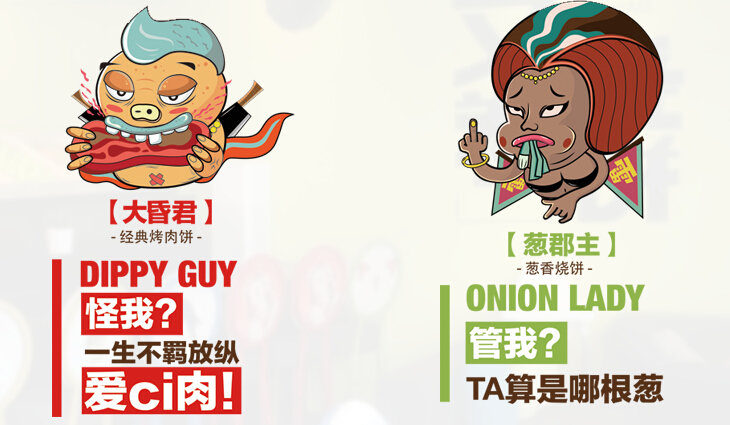 【大昏君】
- 经典烤肉饼 -
DIPPY GUY
怪我?
一生不羁放纵
爱ci肉!
【葱郡主】
- 葱香烧饼 -
ONION LADY
管我?
TA算是哪根葱